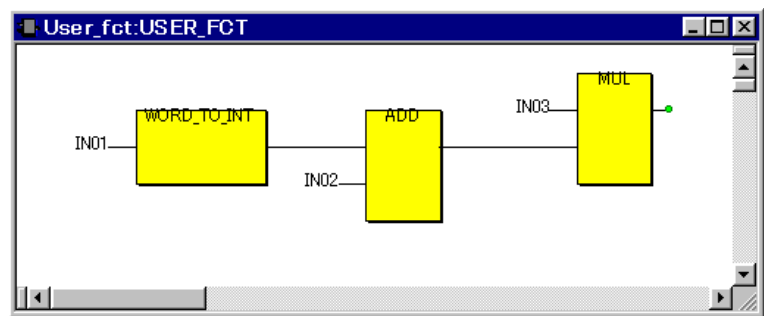 User_fct:USER_FCT
MUL
IN03
WORD_TO_INT
ADD
IN01
IN02